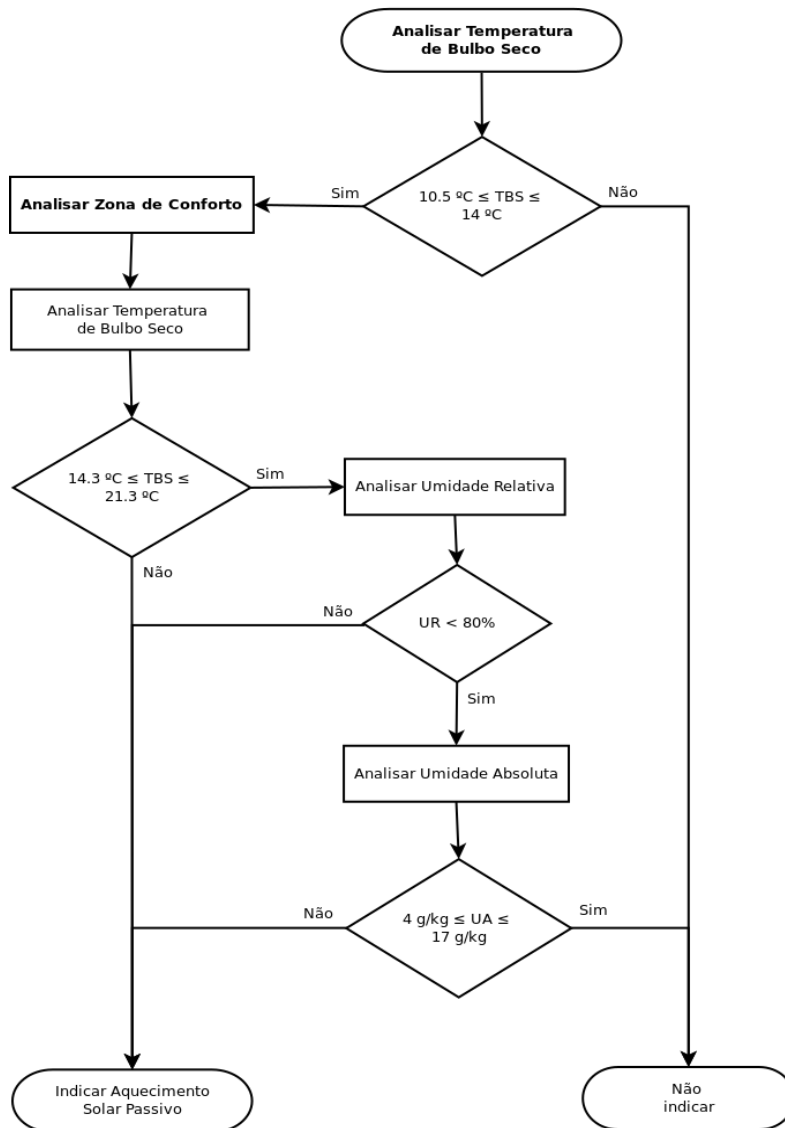 Analisar Temperatura
de Bulbo Seco
10.5 ºC ≤ TBS ≤
14 ºC
Sim
Não
Analisar Zona de Conforto
Analisar Temperatura
de Bulbo Seco
14.3 ºC ≤ TBS ≤
21.3 ºC
Sim
Não
Analisar Umidade Relativa
UR < 80%
Não
Sim
Analisar Umidade Absoluta
4 g/kg ≤ UA ≤
17 g/kg
Não
Sim
Indicar Aquecimento
Solar Passivo
Não
indicar